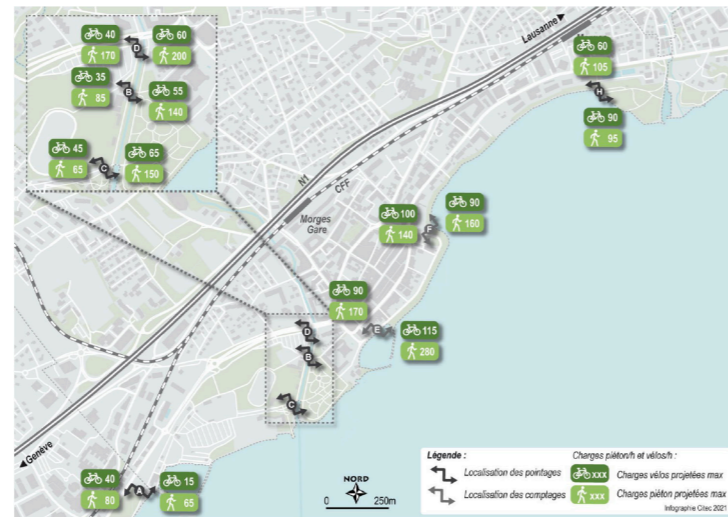 40
60
D
170
200
35
B
55
85
140
45
65
C
65
150
Lausanne
60
105
H
90
95
N1
CFF
Morges
Gare
100
90
F
140
160
90
170
E
115
280
D
B
C
Genève
40
15
A
80
65
NORD
0 250m
Légende :
Charges piéton/h et vélos/h :
Localisation des pointages
xxx
Charges vélos projetées max
Localisation des comptages
xxx
Charges piéton projetées max
Infographie Citec 2021